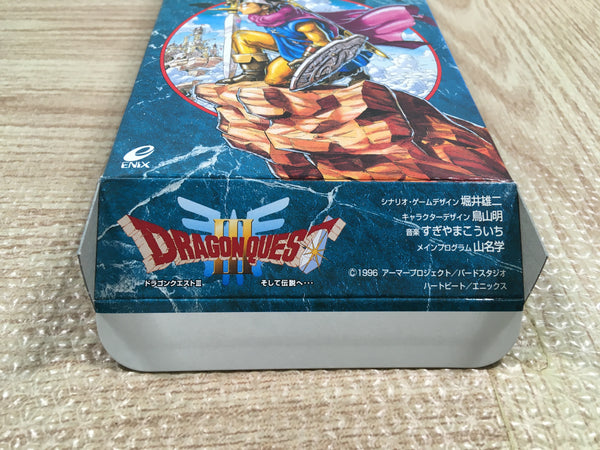 ENIX
DRAGON QUEST
III
ドラゴンクエストIII
そして伝説へ…
シナリオ・ゲームデザイン 堀井雄二
キャラクターデザイン 鳥山明
音楽 すぎやまこういち
メインプログラム 山名学
©1996 アーマープロジェクト/バードスタジオ
ハートビート/エニックス